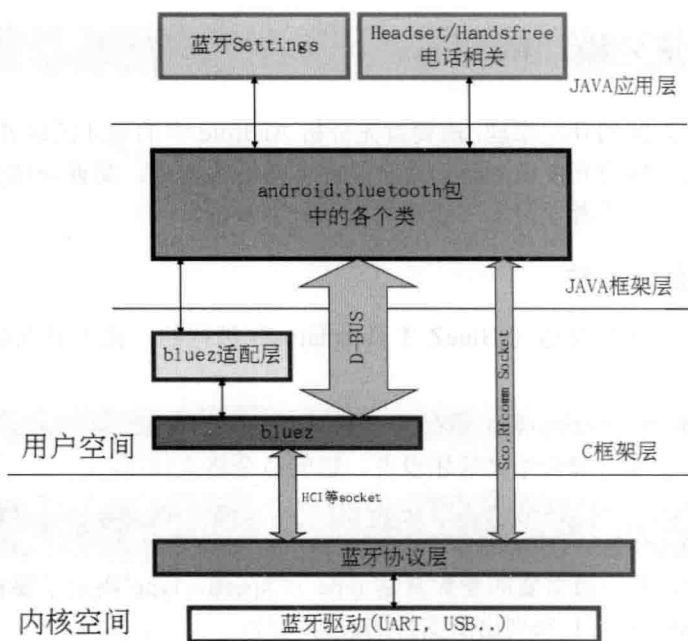 蓝牙Settings
Headset/Handsfree
电话相关
JAVA应用层
android.bluetooth包
中的各个类
JAVA框架层
D-BUS
Sco,Rfcomm Socket
bluez适配层
bluez
用户空间
C框架层
HCI等socket
蓝牙协议层
内核空间
蓝牙驱动(UART, USB..)